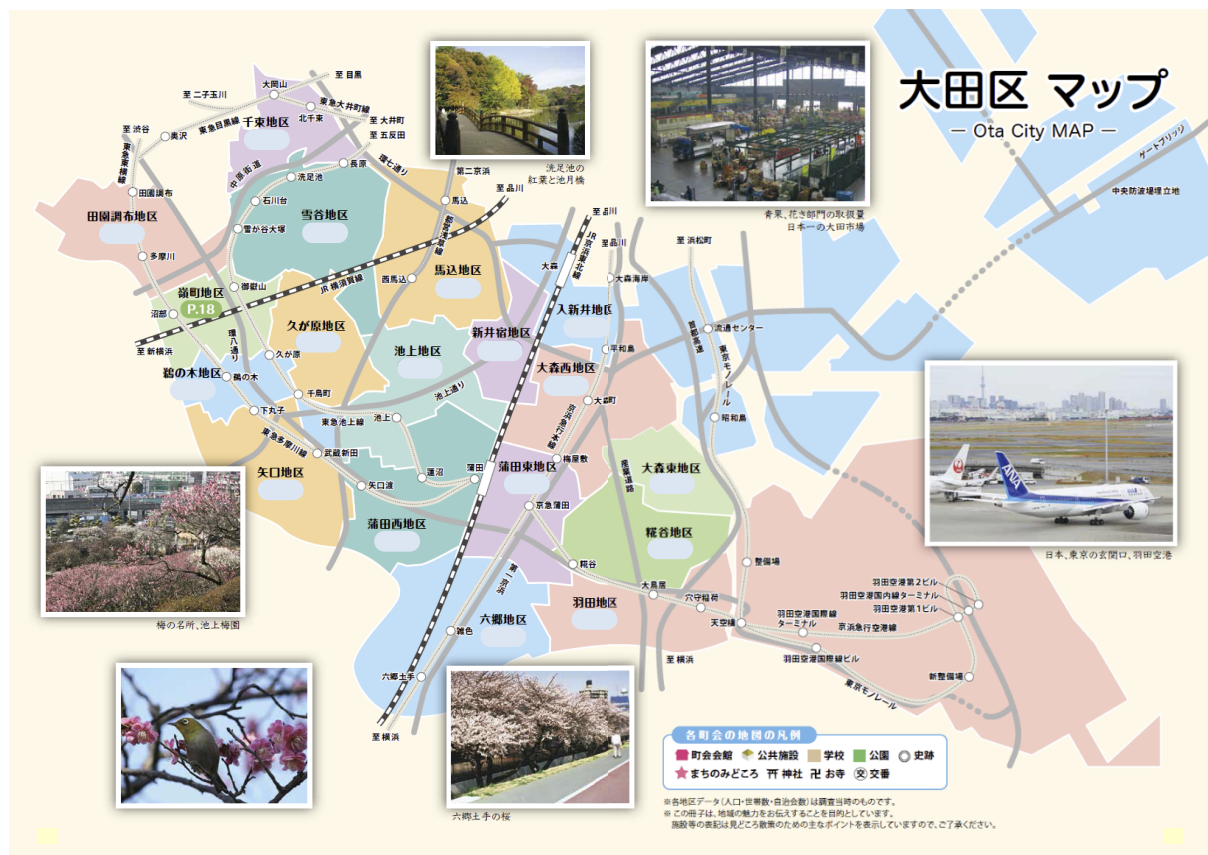 大田区 マップ
― Ota City MAP ―
至 目黒
大岡山
至 二子玉川
東急大井町線
北千束
千束地区
東急目黒線
至 大井町
至 五反田
至 渋谷
奥沢
東急東横線
中原街道
長原
環七通り
洗足池
田園調布
田園調布地区
石川台
雪谷地区
雪が谷大塚
多摩川
洗足池の
紅葉と池月橋
青果、花き部門の取扱量
日本一の大田市場
第二京浜
至 品川
馬込
都営浅草線
西馬込
馬込地区
至 品川
JR京浜東北線
至 品川
大森
大森海岸
至 浜松町
ゲートブリッジ
中央防波堤埋立地
嶺町地区
P.18
御嶽山
JR 横須賀線
沼部
至 新横浜
環八通り
久が原地区
久が原
池上地区
新井宿地区
入新井地区
平和島
首都高速
流通センター
東京モノレール
昭和島
鵜の木地区
鵜の木
千鳥町
下丸子
東急池上線
池上
池上通り
大森西地区
大森町
京浜急行本線
梅屋敷
東急多摩川線
武蔵新田
矢口地区
矢口渡
蓮沼
蒲田
蒲田西地区
蒲田東地区
京急蒲田
産業道路
大森東地区
糀谷地区
糀谷
大鳥居
穴守稲荷
天空橋
整備場
羽田地区
第一京浜
六郷地区
雑色
六郷土手
至 横浜
至 横浜
羽田空港国際線
ターミナル
京浜急行空港線
羽田空港国際線ビル
東京モノレール
羽田空港第2ビル
羽田空港国内線ターミナル
羽田空港第1ビル
新整備場
ANA
日本、東京の玄関口、羽田空港
梅の名所、池上梅園
六郷土手の桜
各町会の地図の凡例
町会会館 公共施設 学校 公園 史跡
まちのみどころ 神社 お寺 文 交番
※各地区データ（人口・世帯数・自治会数）は調査当時のものです。
※ この冊子は、地域の魅力をお伝えすることを目的としています。
施設等の表記は見どころ散策のための主なポイントを表示していますので、ご了承ください。